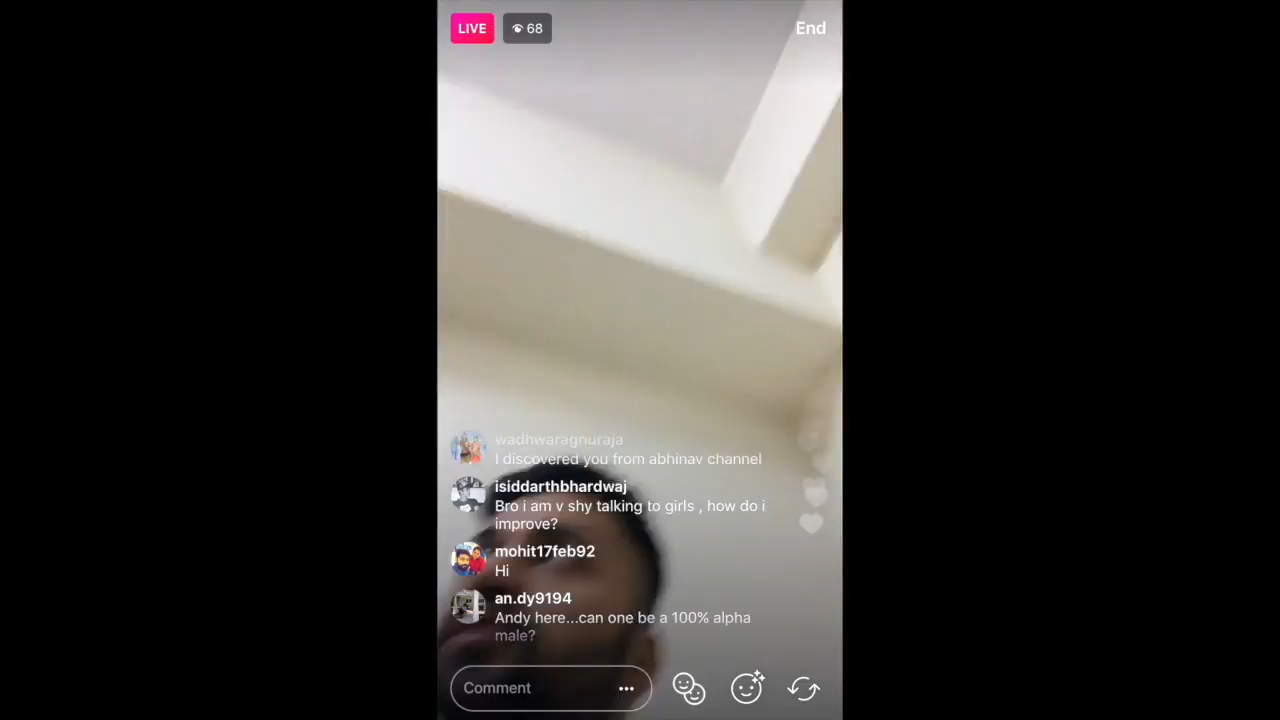 LIVE
68
End
wadhwaragnuraja
I discovered you from abhinav channel
isiddarthbhardwaj
Bro i am v shy talking to girls , how do i
improve?
mohit17feb92
Hi
an.dy9194
Andy here...can one be a 100% alpha
male?
Comment